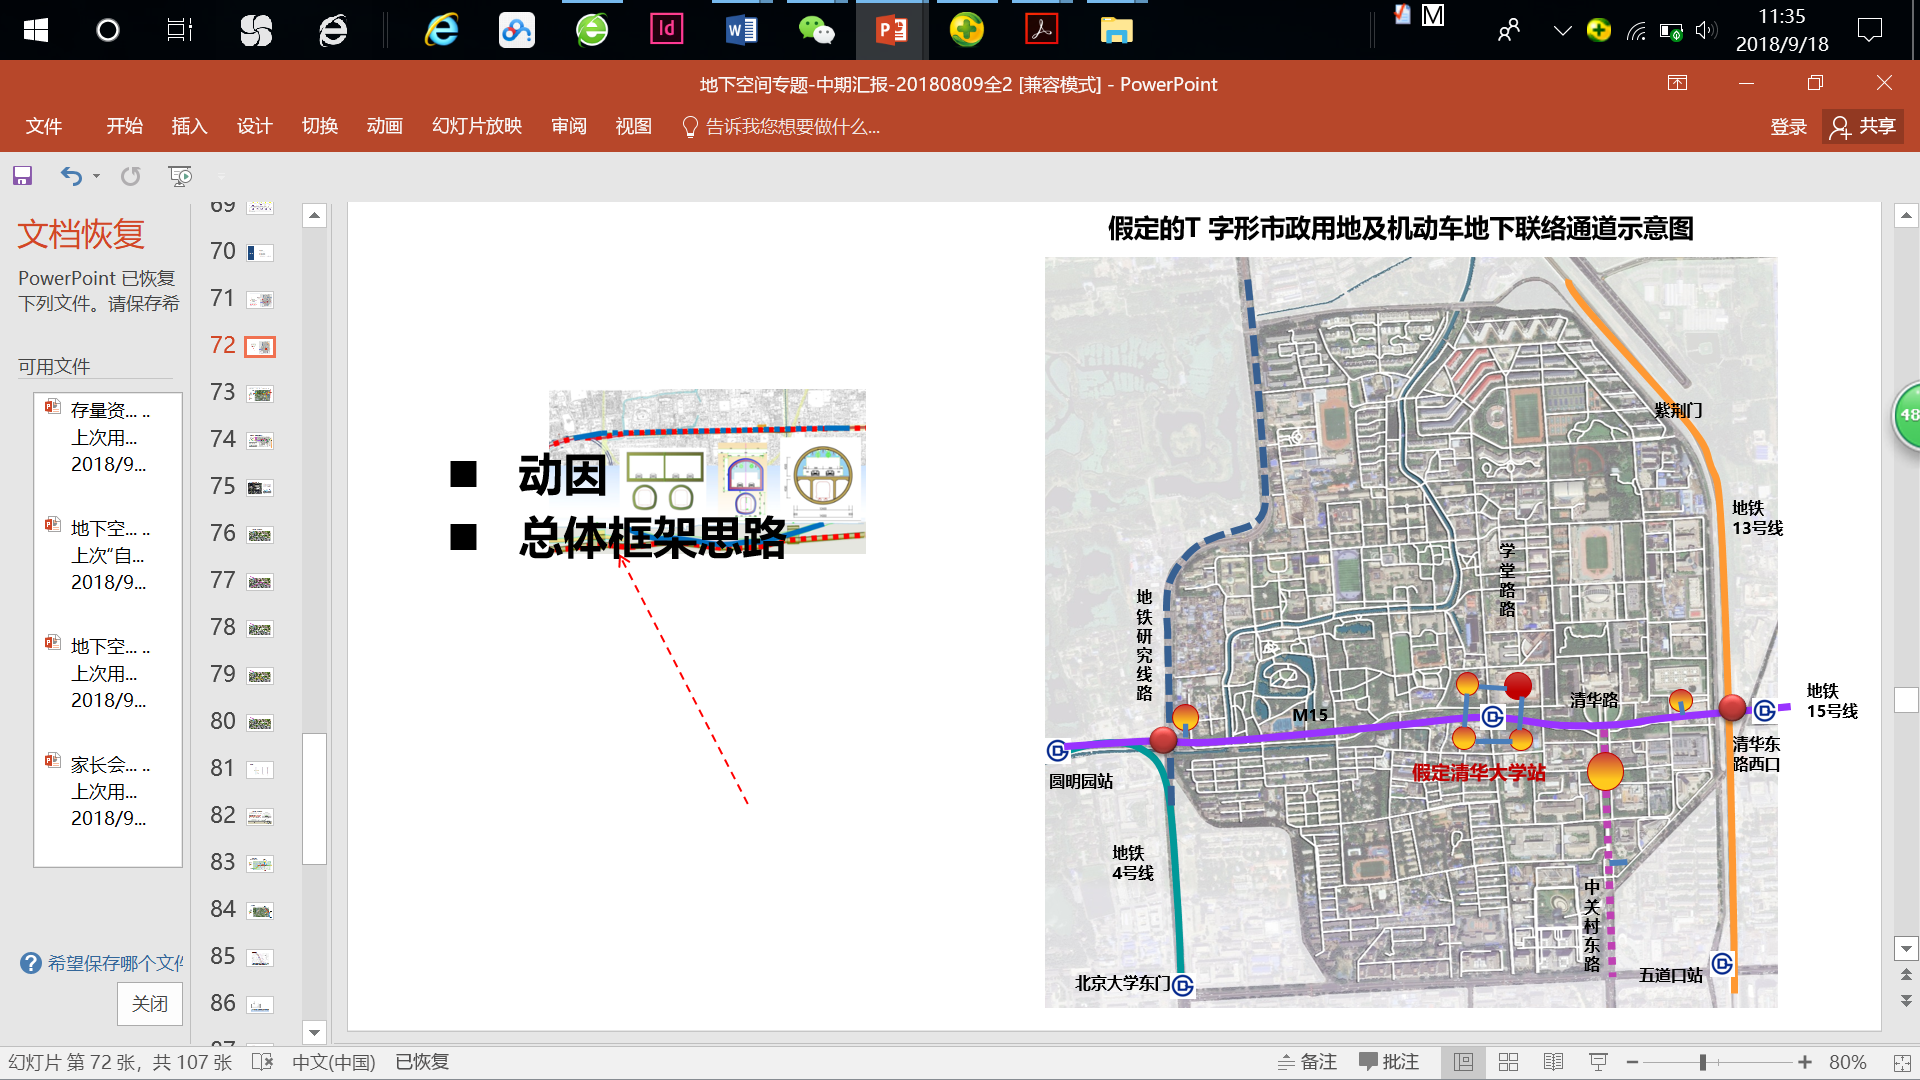 11:35
2018/9/18
地下空间专题-中期汇报-20180809全2 [兼容模式] - PowerPoint
文件 开始 插入 设计 切换 动画 幻灯片放映 审阅 视图 告诉我您想要做什么...
登录 共享
文档恢复
PowerPoint 已恢复
下列文件。请保存希
可用文件
存量资... ..
上次用...
2018/9...
地下空... ..
上次“自...
2018/9...
地下空... ..
上次用...
2018/9...
家长会... ..
上次用...
2018/9...
希望保存哪个文件
关闭
69
70
71
72
73
74
75
76
77
78
79
80
81
82
83
84
85
86
87
动因
总体框架思路
假定的T 字形市政用地及机动车地下联络通道示意图
紫荆门
地铁
13号线
学堂路路
地铁研究线路
清华路
M15
地铁
15号线
圆明园站
清华东
路西口
假定清华大学站
地铁
4号线
中关村东路
北京大学东门
五道口站
48
幻灯片 第 72 张，共 107 张 中文(中国) 已恢复
备注 批注 80%